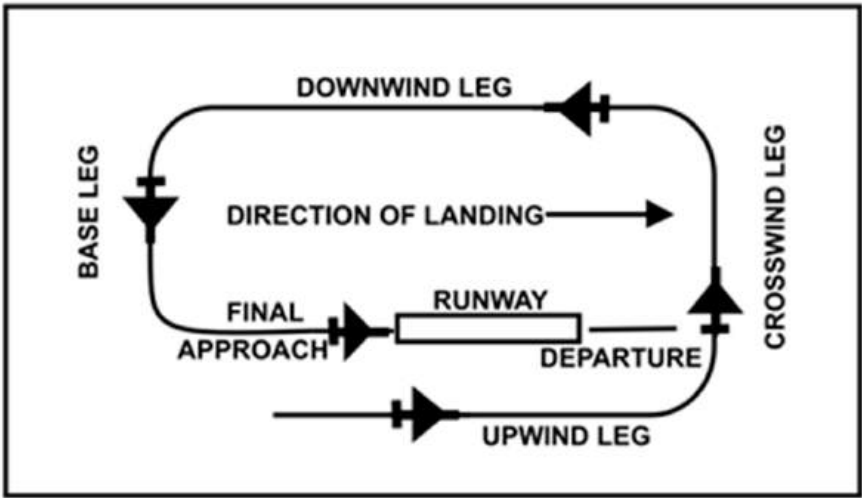 DOWNWIND LEG
BASE LEG
CROSSWIND LEG
DIRECTION OF LANDING
FINAL
APPROACH
RUNWAY
DEPARTURE
UPWIND LEG